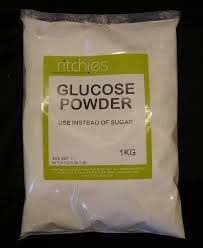 ritchies
GLUCOSE
POWDER
USE INSTEAD OF SUGAR
1KG